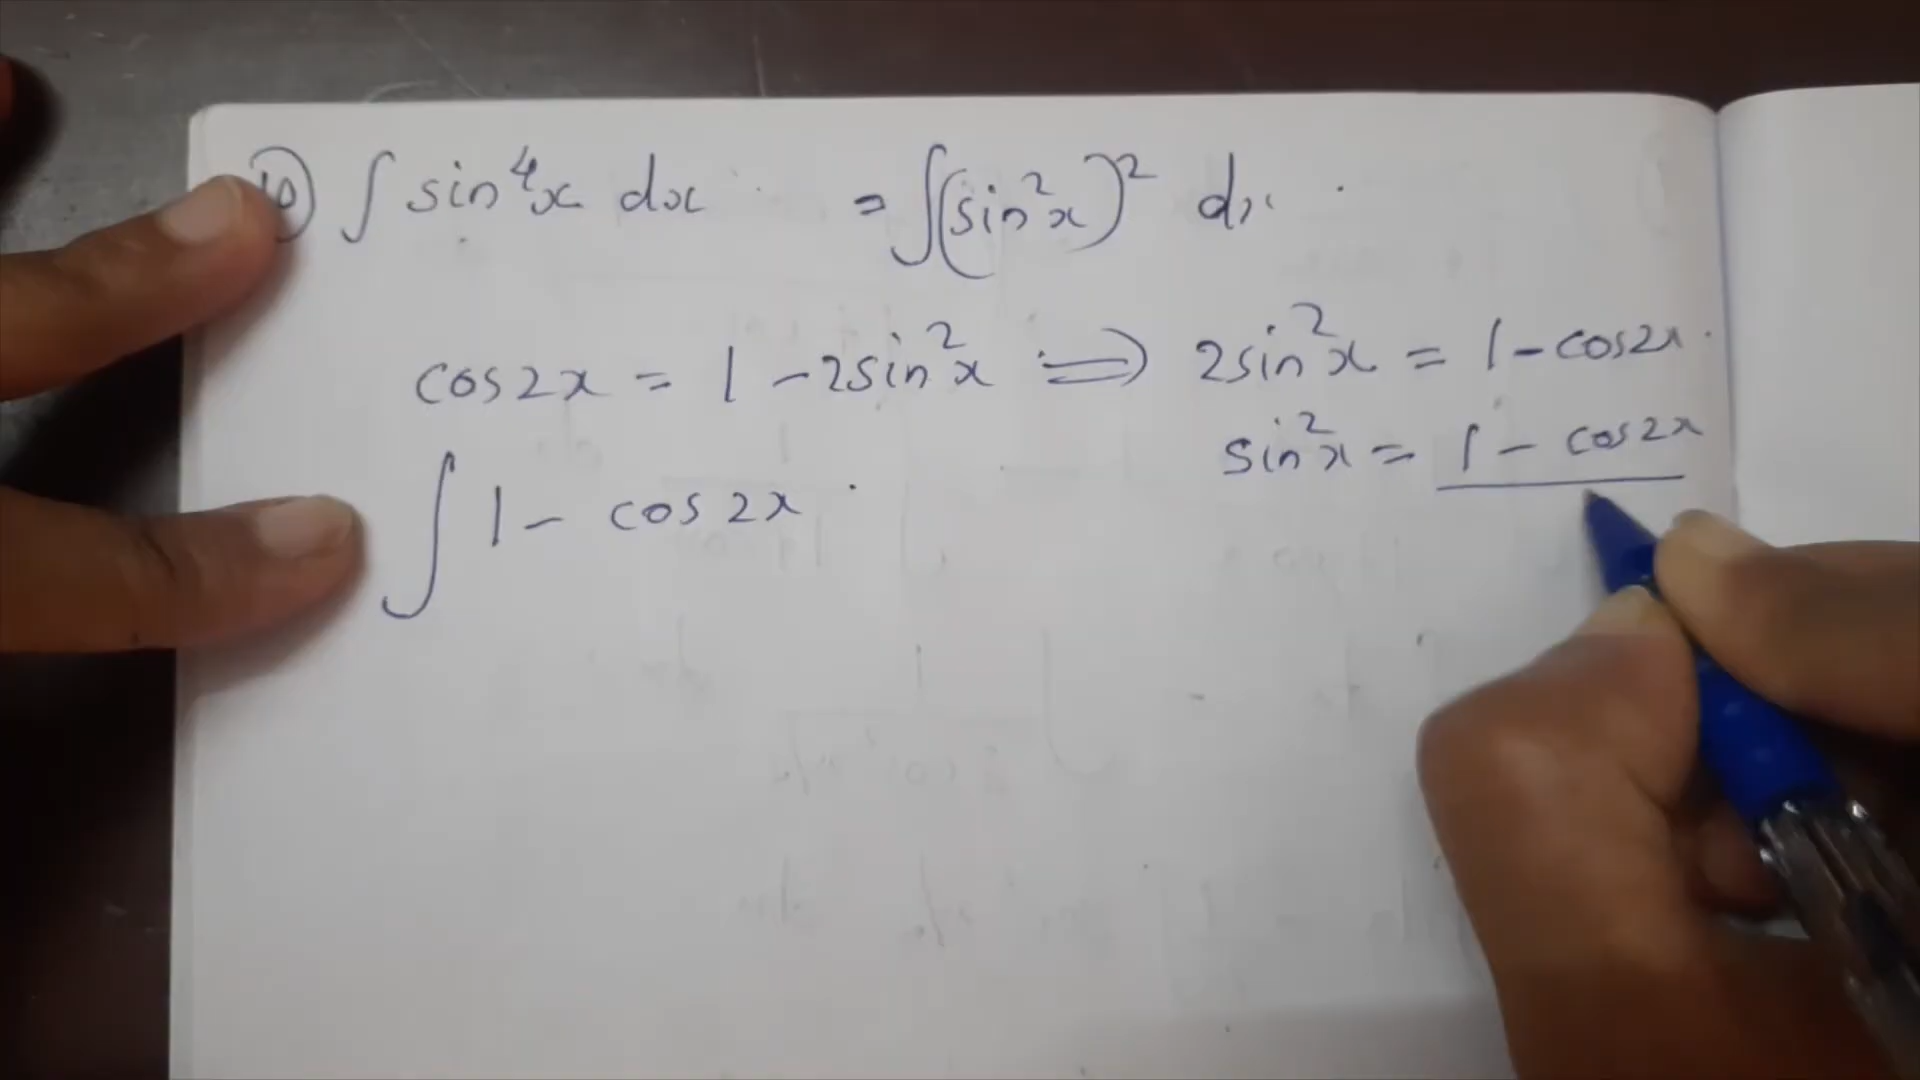 10) ∫ sin⁴x dx = ∫(sin²x)² dx
cos2x = 1 - 2sin²x ⟹ 2sin²x = 1 - cos2x
sin²x = 1 - cos2x
∫ 1 - cos 2x